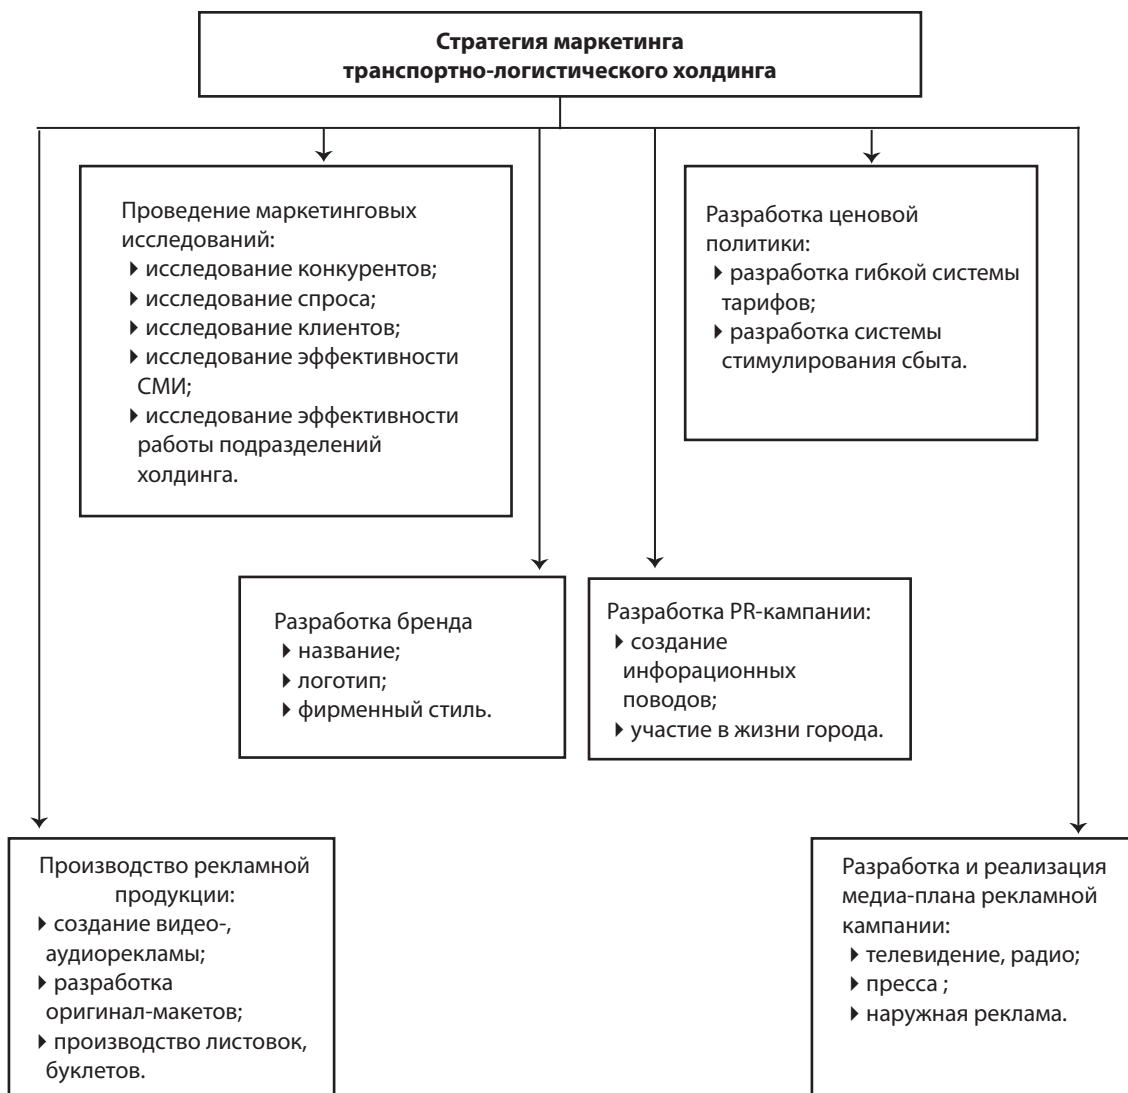 Стратегия маркетинга
транспортно-логистического холдинга
Проведение маркетинговых
исследований:
исследование конкурентов;
исследование спроса;
исследование клиентов;
исследование эффективности
СМИ;
исследование эффективности
работы подразделений
холдинга.
Разработка ценовой
политики:
разработка гибкой системы
тарифов;
разработка системы
стимулирования сбыта.
Разработка бренда
название;
логотип;
фирменный стиль.
Разработка PR-кампании:
создание
инфорационных
поводов;
участие в жизни города.
Производство рекламной
продукции:
создание видео-,
аудиорекламы;
разработка
оригинал-макетов;
производство листовок,
буклетов.
Разработка и реализация
медиа-плана рекламной
кампании:
телевидение, радио;
пресса ;
наружная реклама.